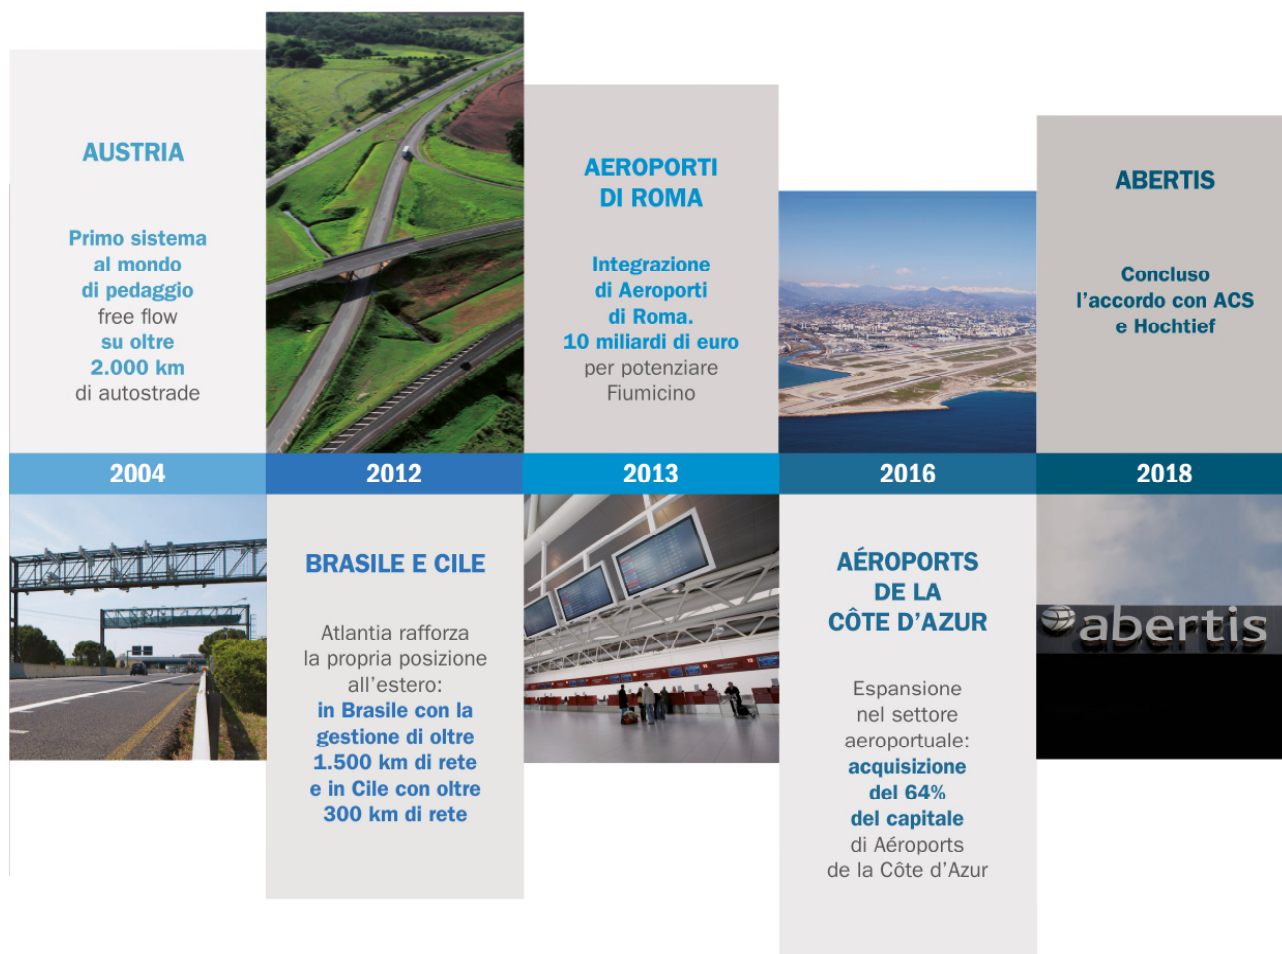 AUSTRIA
Primo sistema
al mondo
di pedaggio
free flow
su oltre
2.000 km
di autostrade
2004
2012
BRASILE E CILE
Atlantia rafforza
la propria posizione
all'estero:
in Brasile con la
gestione di oltre
1.500 km di rete
e in Cile con oltre
300 km di rete
AEROPORTI
DI ROMA
Integrazione
di Aeroporti
di Roma.
10 miliardi di euro
per potenziare
Fiumicino
2013
2016
AÉROPORTS
DE LA
CÔTE D'AZUR
Espansione
nel settore
aeroportuale:
acquisizione
del 64%
del capitale
di Aéroports
de la Côte d'Azur
ABERTIS
Concluso
l'accordo con ACS
e Hochtief
2018
abertis